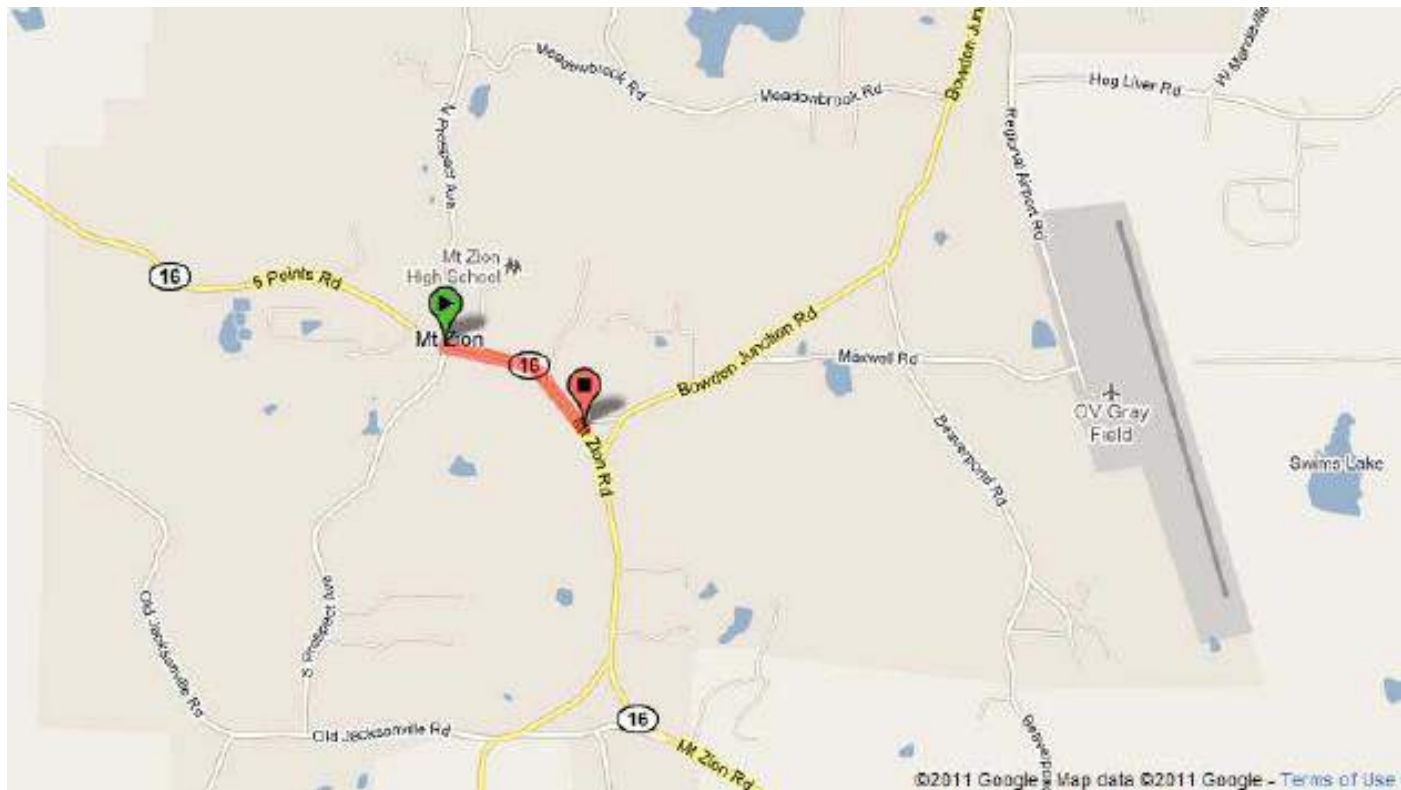 Meadowbrook Rd
Meadowbrook Rd
Bowden Jun
Hog Liver Rd
W Mandeville
N Prospect Ave
Regional Airport Rd
Mt Zion
High School
16
5 Points Rd
Mt Zion
16
Bowden Junction Rd
Maxwell Rd
OV Gray
Field
Mt Zion Rd
Beaverpond Rd
Swims Lake
Old Jacksonville Rd
S Prospect Ave
Old Jacksonville Rd
16
Mt Zion Rd
Beaverpo
©2011 Google - Map data ©2011 Google - Terms of Use